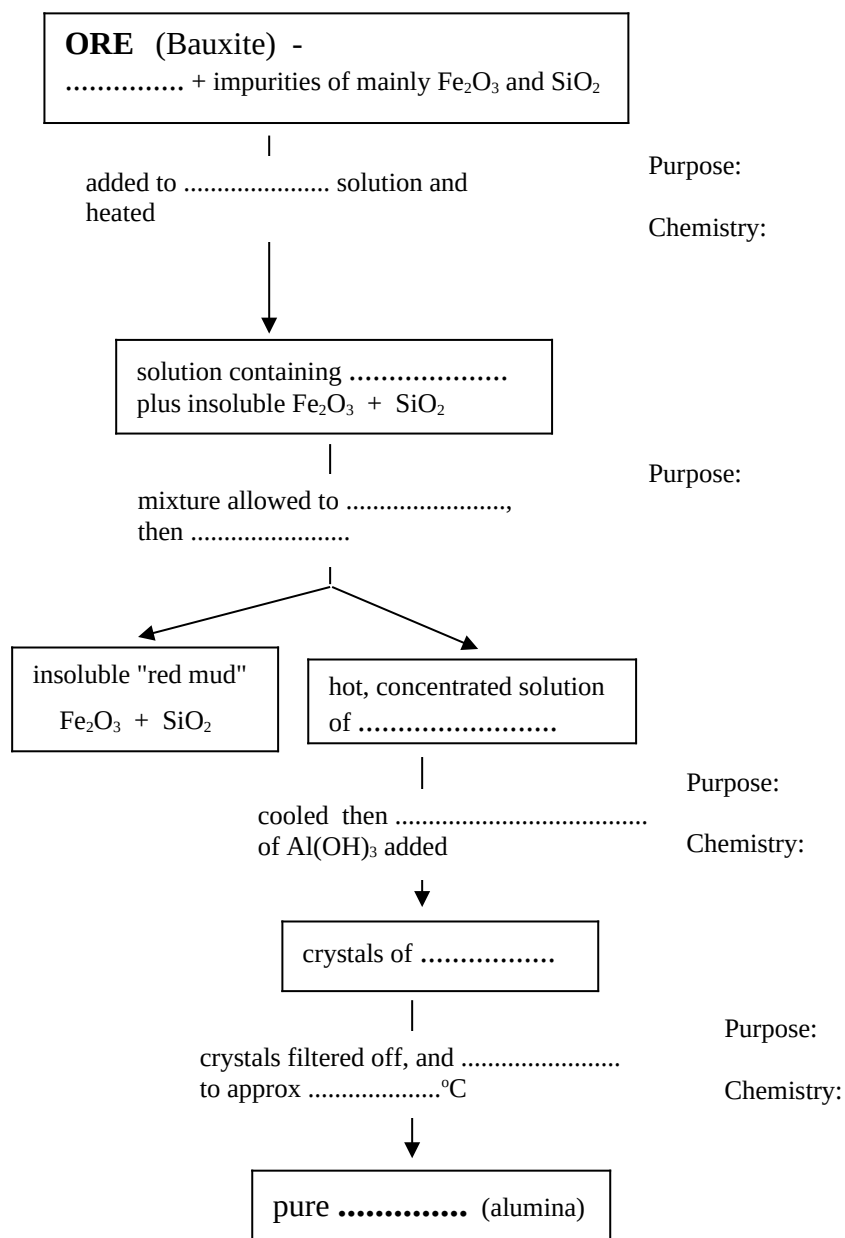 ORE (Bauxite) -
............... + impurities of mainly Fe₂O₃ and SiO₂
added to ...................... solution and
heated
Purpose:
Chemistry:
solution containing ....................
plus insoluble Fe₂O₃ + SiO₂
mixture allowed to ........................,
then ........................
Purpose:
insoluble "red mud"
Fe₂O₃ + SiO₂
hot, concentrated solution
of .........................
cooled then ......................................
of Al(OH)₃ added
Purpose:
Chemistry:
crystals of .................
crystals filtered off, and ........................
to approx ....................ºC
Purpose:
Chemistry:
pure .............. (alumina)